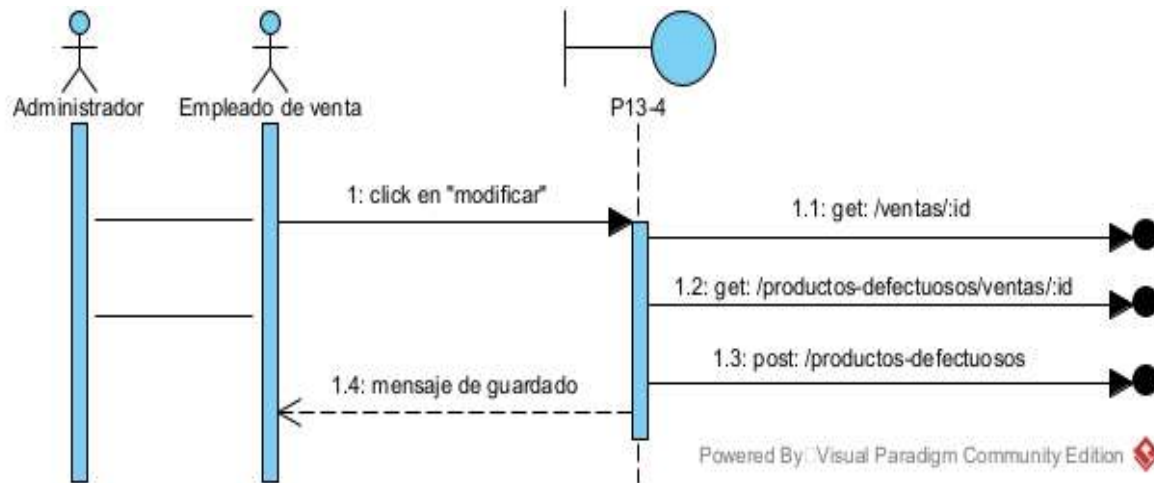 Administrador
Empleado de venta
P13-4
1: click en "modificar"
1.1: get: /ventas/:id
1.2: get: /productos-defectuosos/ventas/:id
1.3: post: /productos-defectuosos
1.4: mensaje de guardado
Powered By Visual Paradigm Community Edition